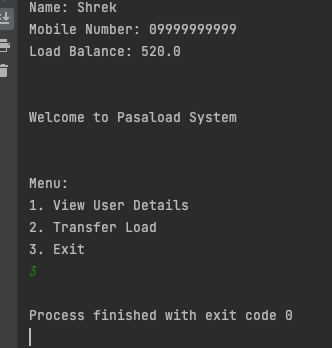 Name: Shrek
Mobile Number: 09999999999
Load Balance: 520.0
Welcome to Pasaload System
Menu:
1. View User Details
2. Transfer Load
3. Exit
3
Process finished with exit code 0